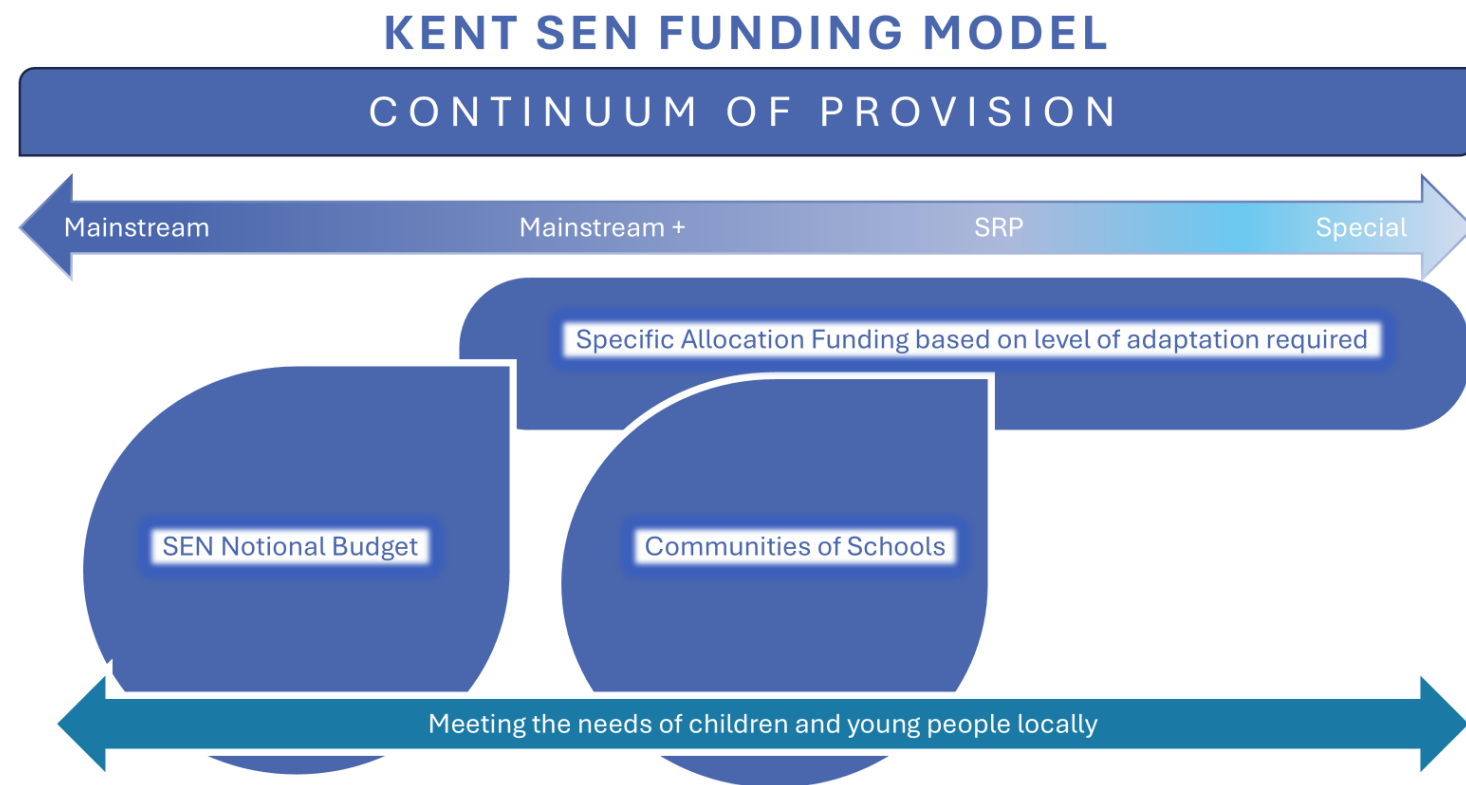 KENT SEN FUNDING MODEL
CONTINUUM OF PROVISION
Mainstream
Mainstream +
SRP
Special
Specific Allocation Funding based on level of adaptation required
SEN Notional Budget
Communities of Schools
Meeting the needs of children and young people locally